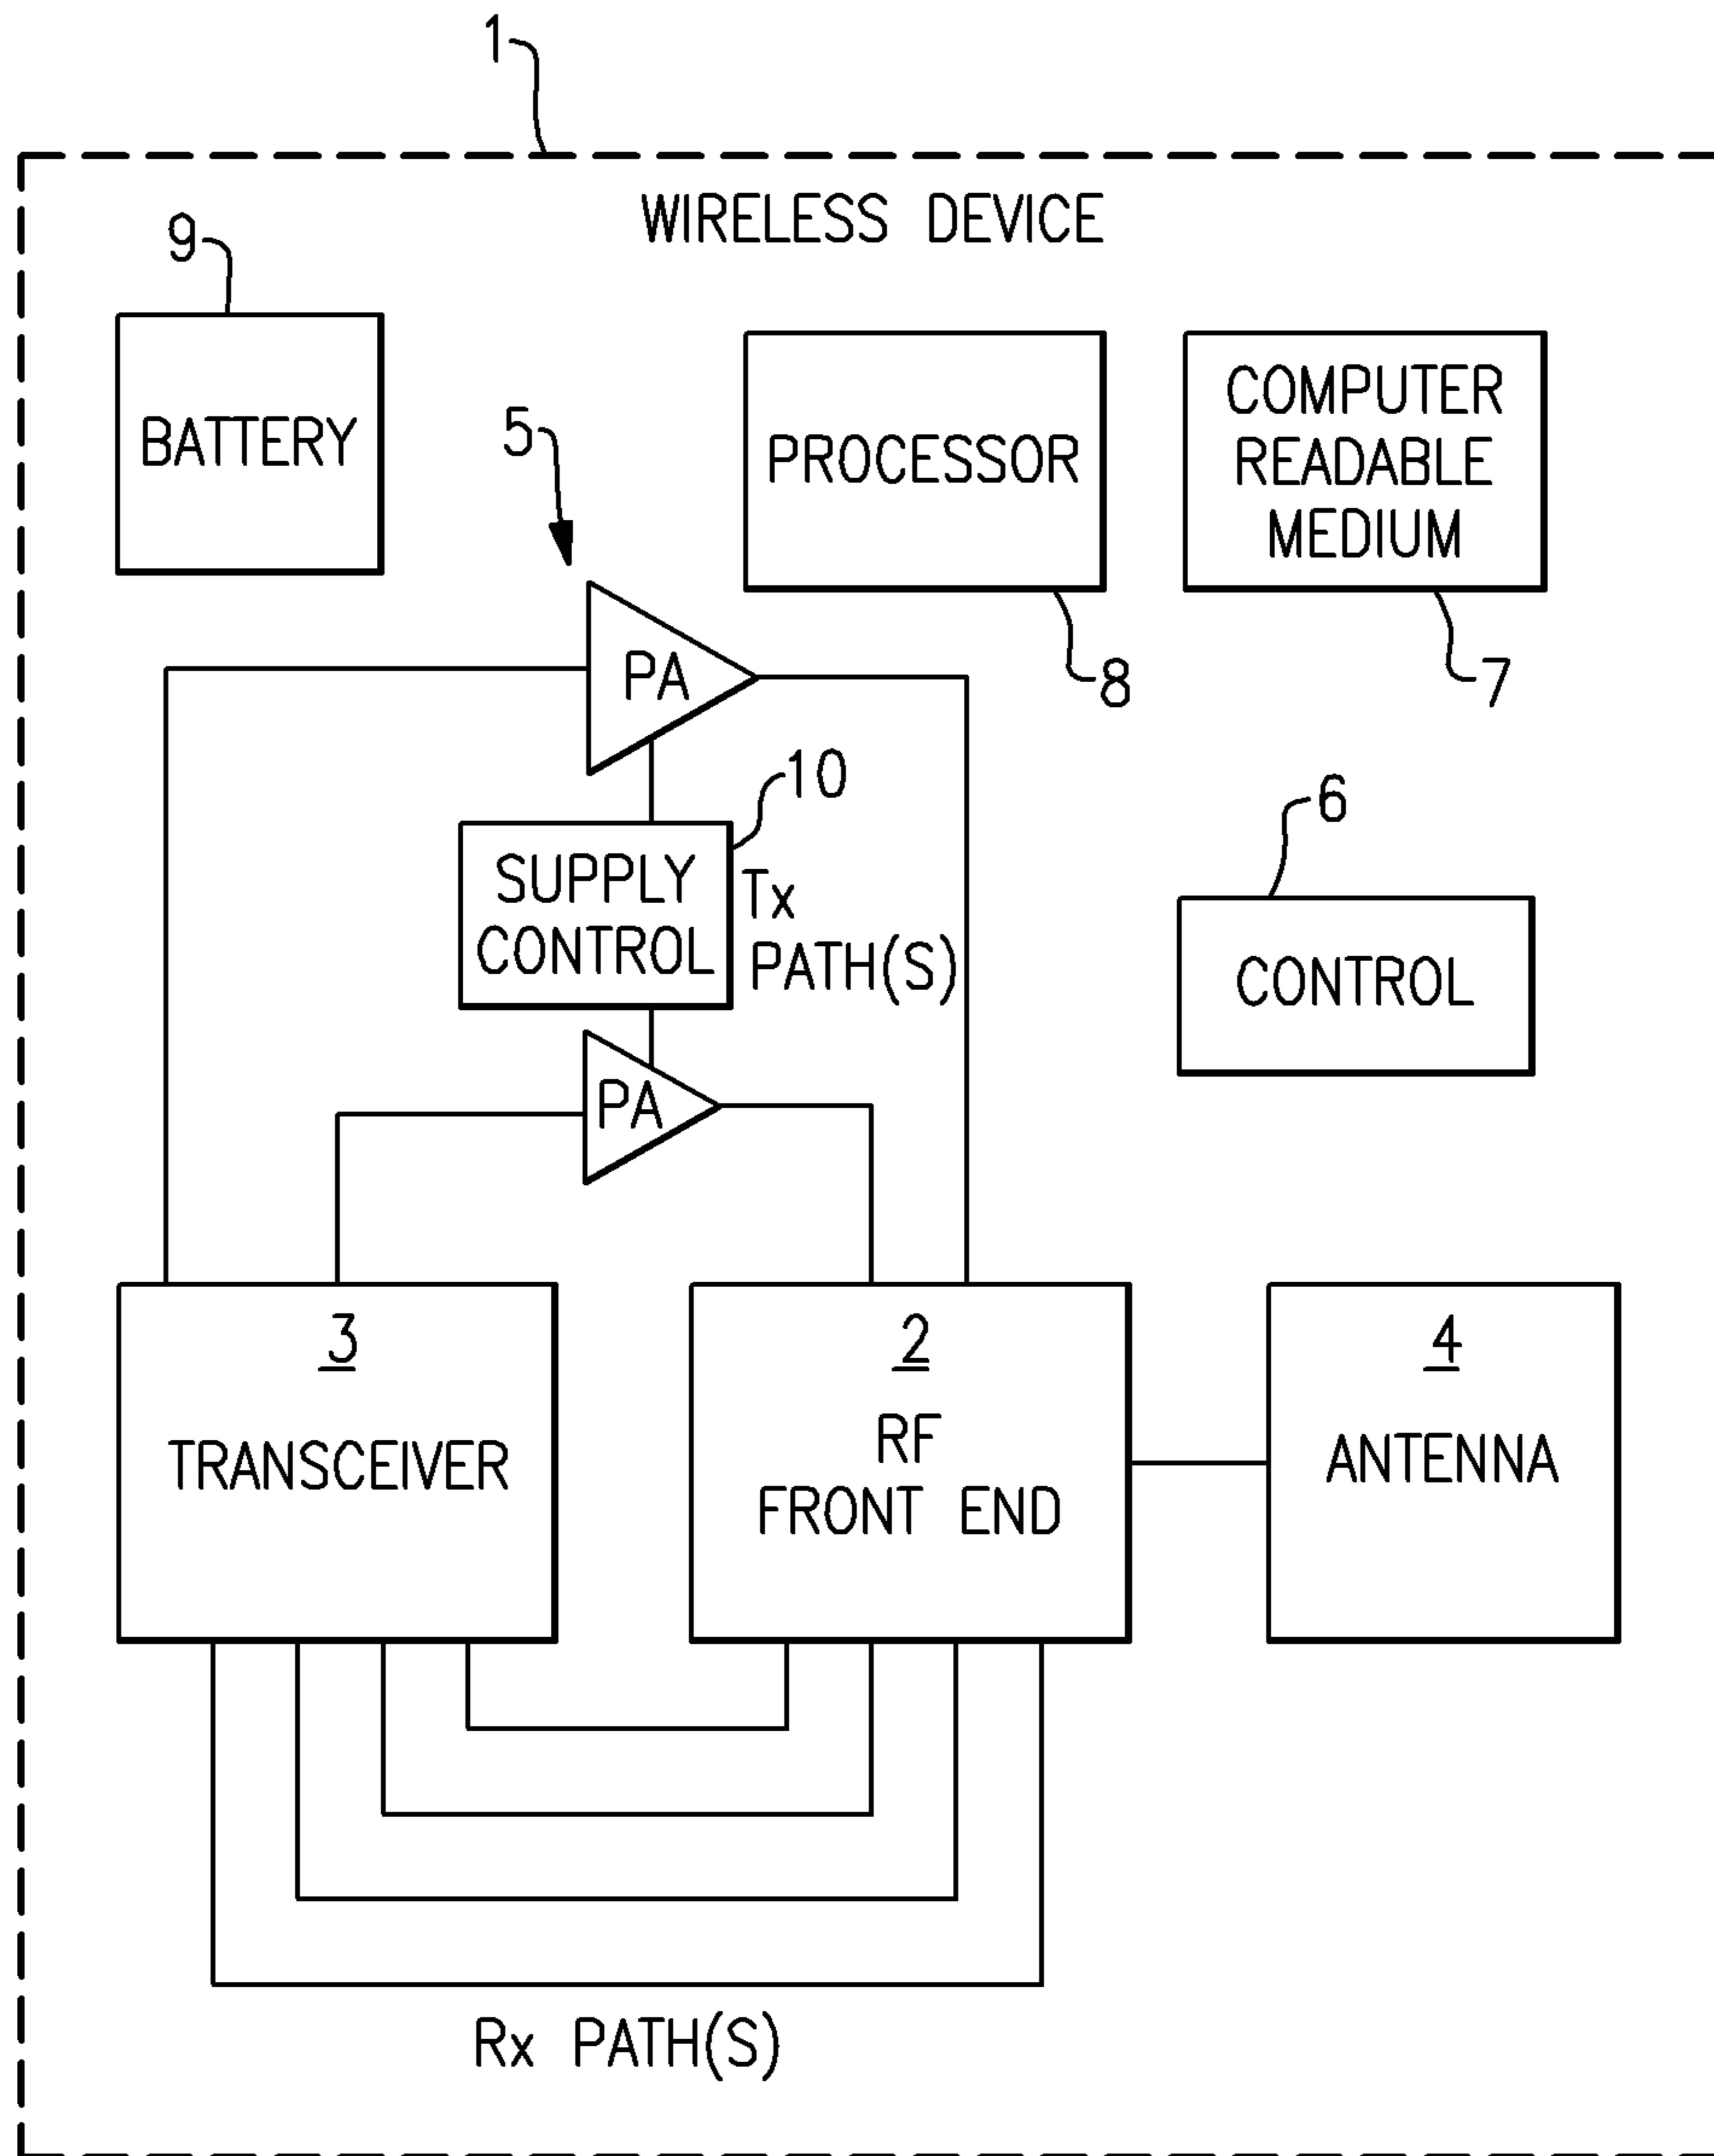 1
WIRELESS DEVICE
9
BATTERY
5
PROCESSOR
8
COMPUTER
READABLE
MEDIUM
7
PA
10
SUPPLY
CONTROL
Tx
PATH(S)
6
CONTROL
PA
3
TRANSCEIVER
2
RF
FRONT END
4
ANTENNA
Rx PATH(S)